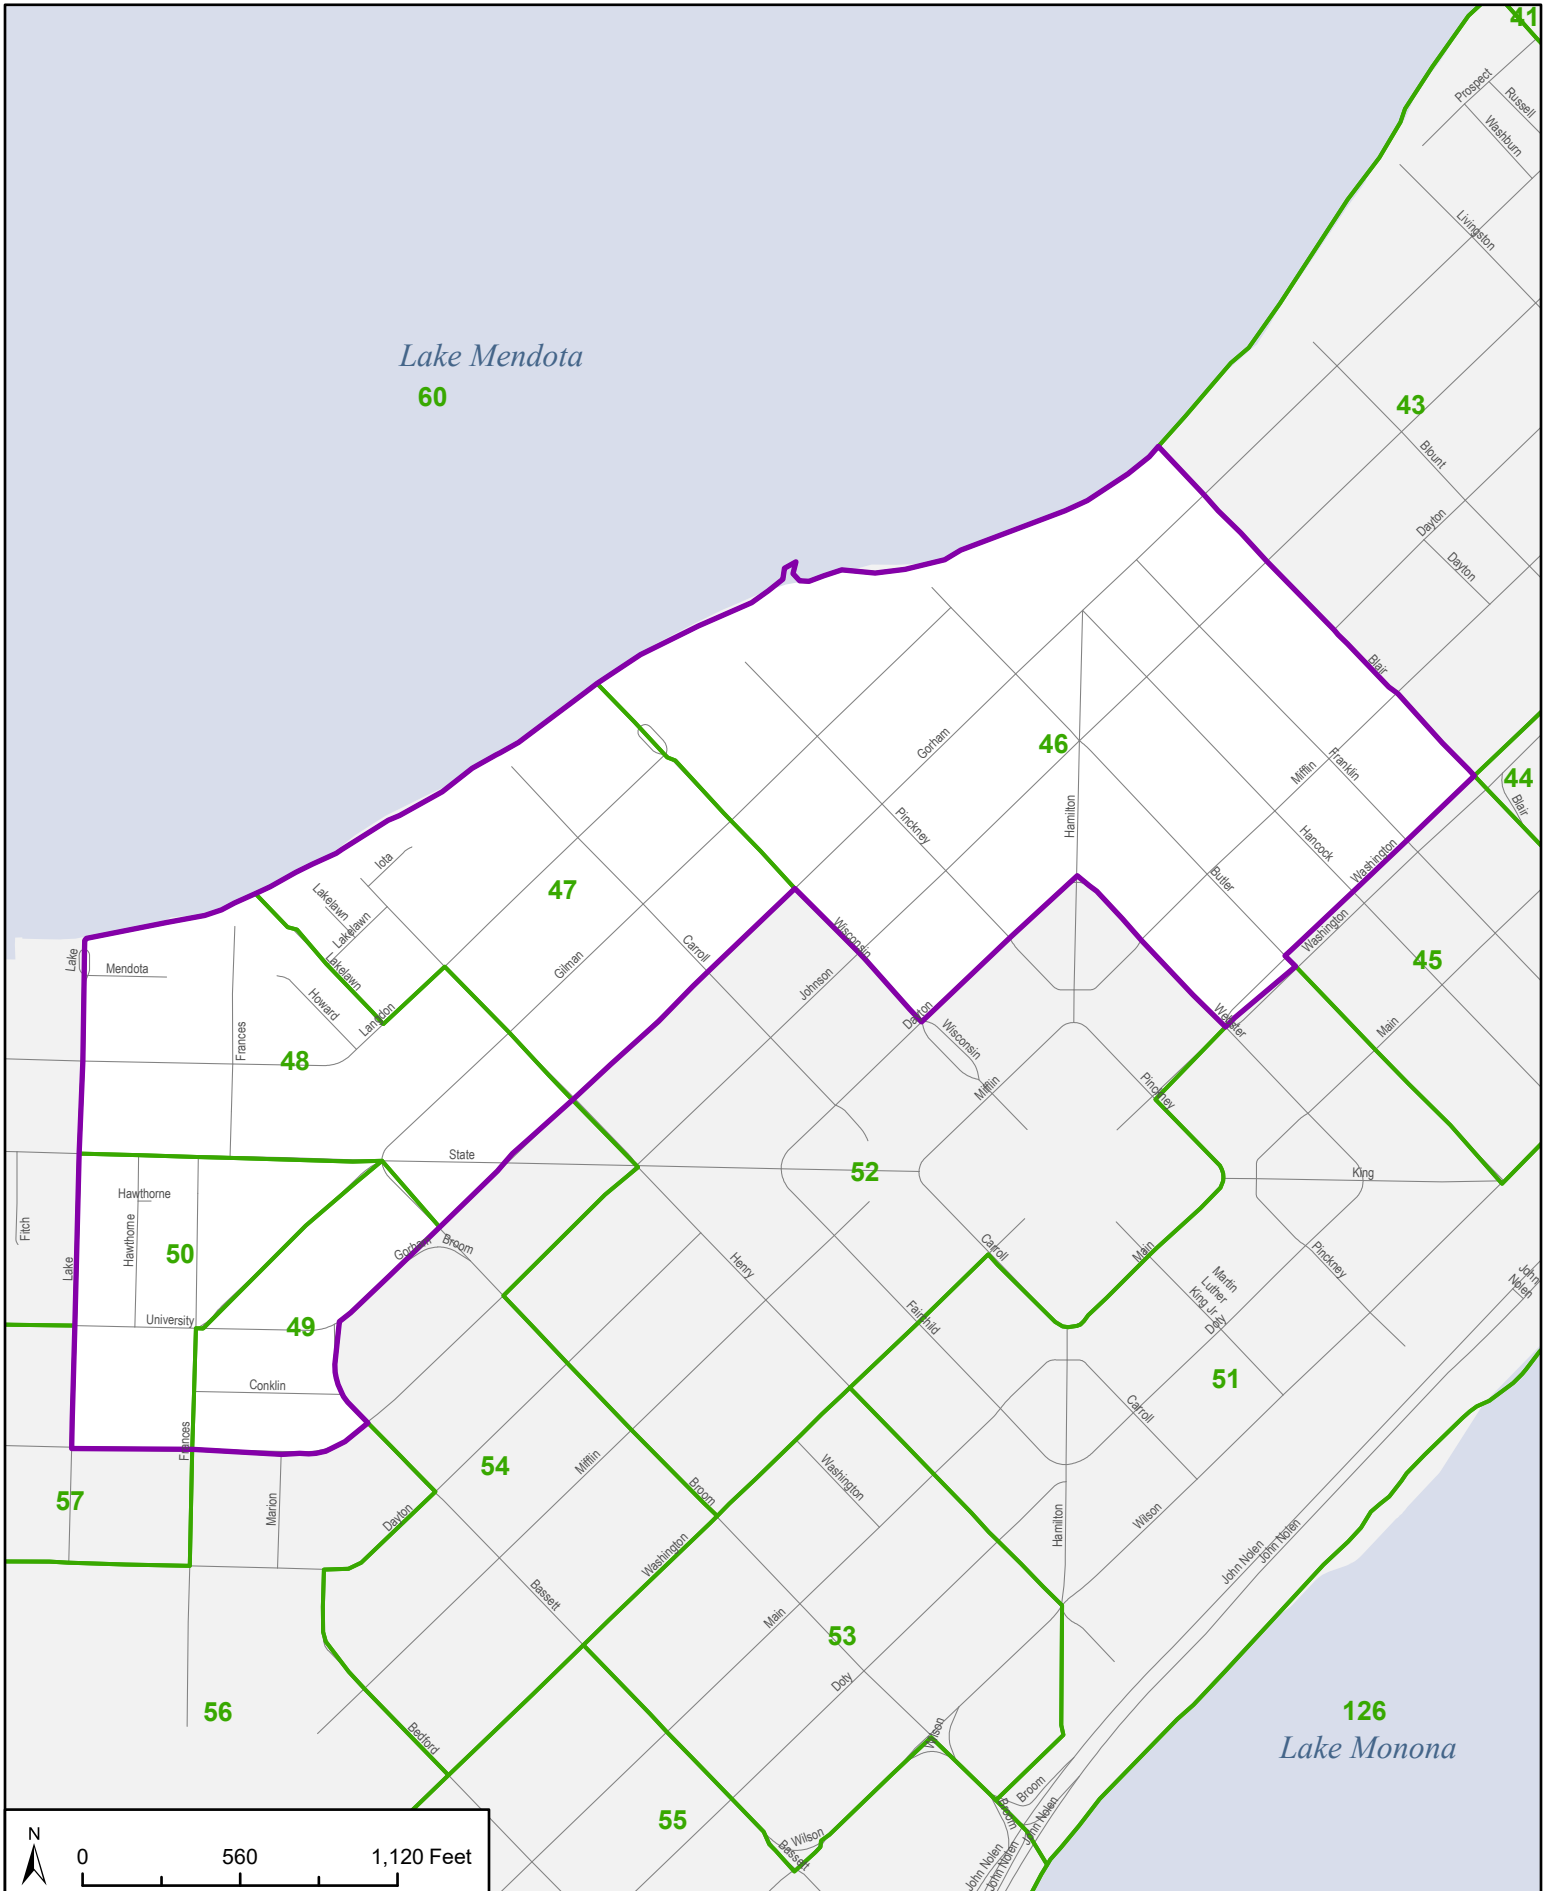 41
Prospect
Russell
Washburn
Livingston
Lake Mendota
60
43
Blount
Dayton
Dayton
Blair
46
Gorham
Mifflin
Franklin
44
Blair
Hamilton
Pinckney
Hancock
Washington
Butler
Iota
47
Lakelawn
Lakelawn
Lakelawn
Carroll
Wisconsin
Washington
45
Lake
Mendota
Gilman
Johnson
Howard
Langdon
Dayton
Wisconsin
Webster
Main
Frances
48
Mifflin
Pinckney
State
52
King
Hawthorne
Fitch
Hawthorne
50
Lake
Gorham
Broom
Henry
Carroll
Main
Pinckney
Martin
Luther
King Jr.
Doty
John
Nolen
University
49
Fairchild
Conklin
51
Carroll
Frances
54
Mifflin
57
Marion
Dayton
Broom
Washington
Washington
Hamilton
Wilson
John Nolen
John Nolen
Bassett
Main
53
Doty
56
Bedford
Wilson
126
Lake Monona
55
Broom
Broom
John Nolen
Wilson
Bassett
John Nolen
John Nolen
N
0 560 1,120 Feet